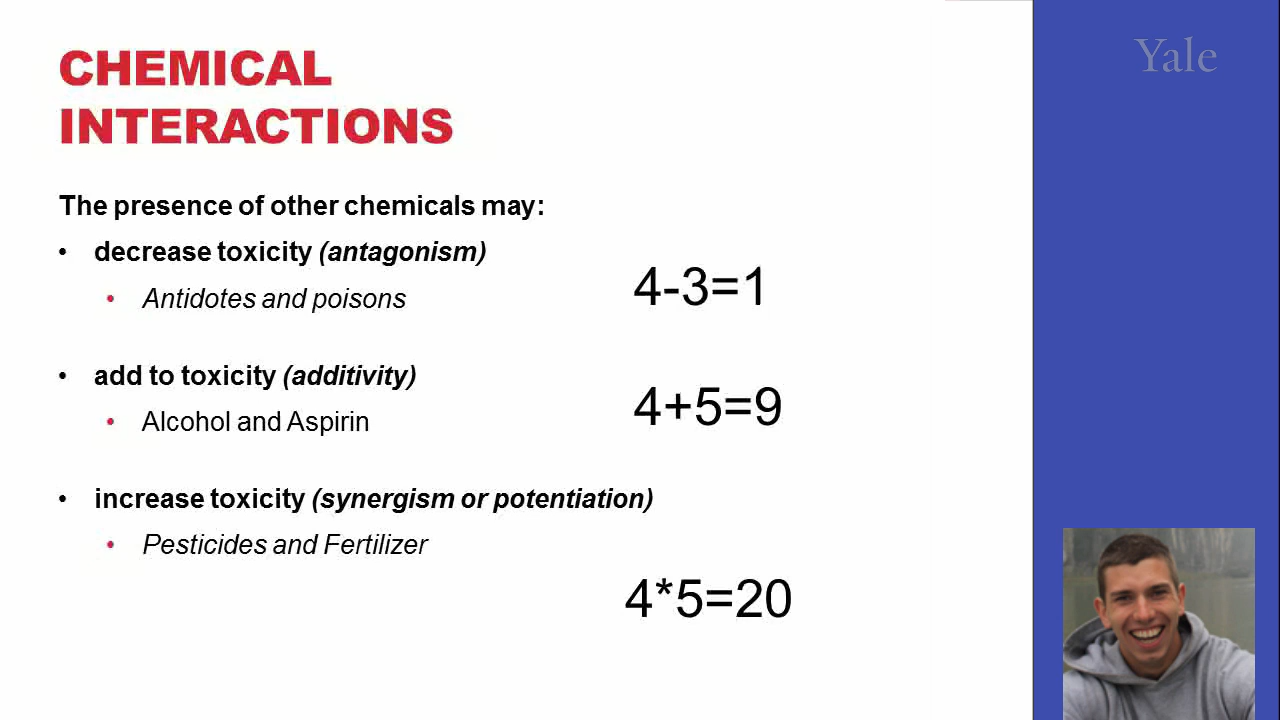 CHEMICAL
INTERACTIONS
Yale
The presence of other chemicals may:
• decrease toxicity (antagonism)
• Antidotes and poisons
4-3=1
• add to toxicity (additivity)
• Alcohol and Aspirin
4+5=9
• increase toxicity (synergism or potentiation)
• Pesticides and Fertilizer
4*5=20